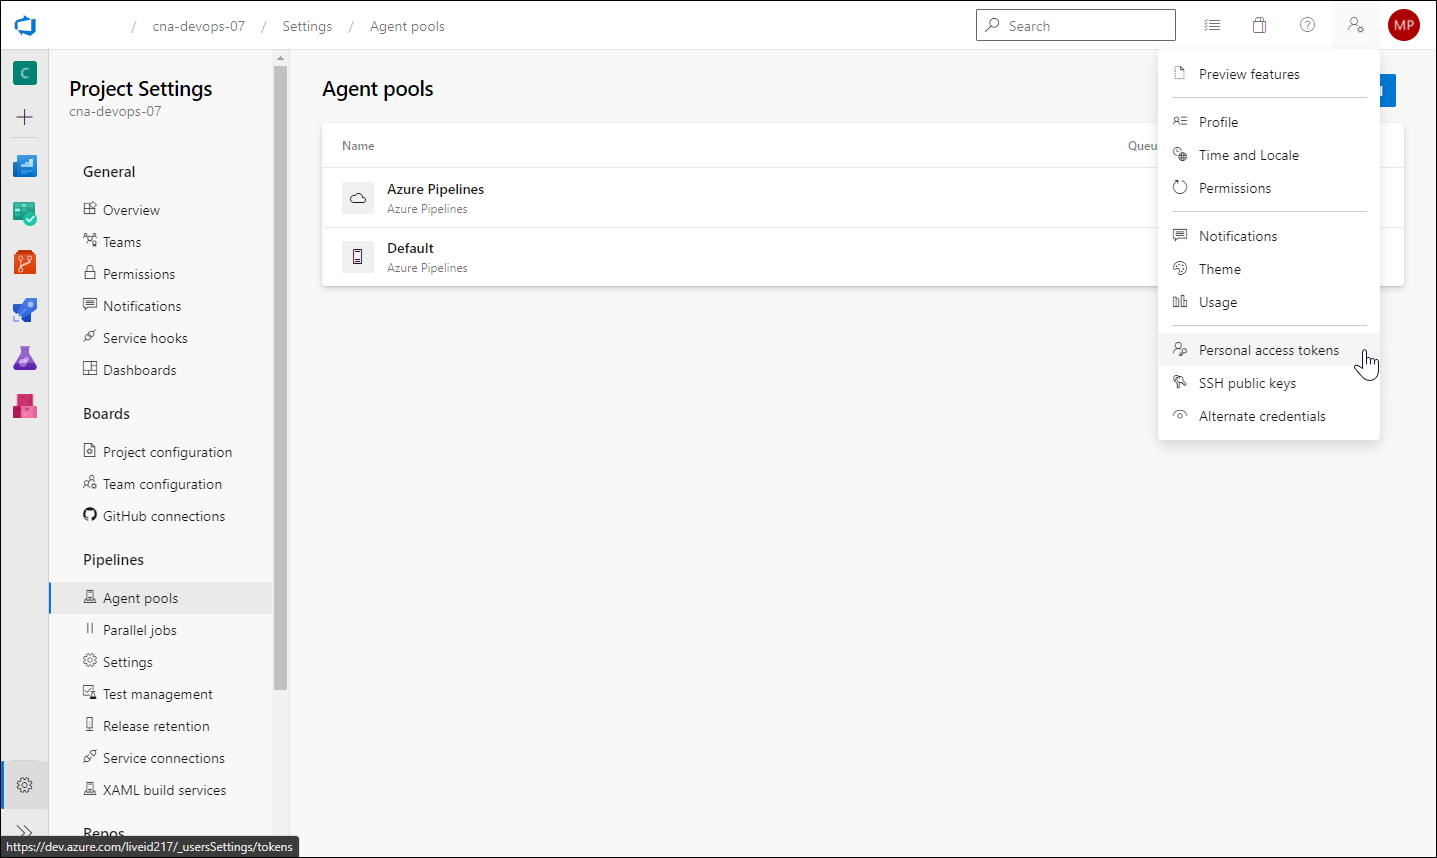 / cna-devops-07 / Settings / Agent pools
Search
MP
C
Project Settings
cna-devops-07
General
Overview
Teams
Permissions
Notifications
Service hooks
Dashboards
Boards
Project configuration
Team configuration
GitHub connections
Pipelines
Agent pools
Parallel jobs
Settings
Test management
Release retention
Service connections
XAML build services
Repos
https://dev.azure.com/liveid217/_usersSettings/tokens
Agent pools
Name
Azure Pipelines
Azure Pipelines
Default
Azure Pipelines
Preview features
Profile
Time and Locale
Permissions
Notifications
Theme
Usage
Personal access tokens
SSH public keys
Alternate credentials